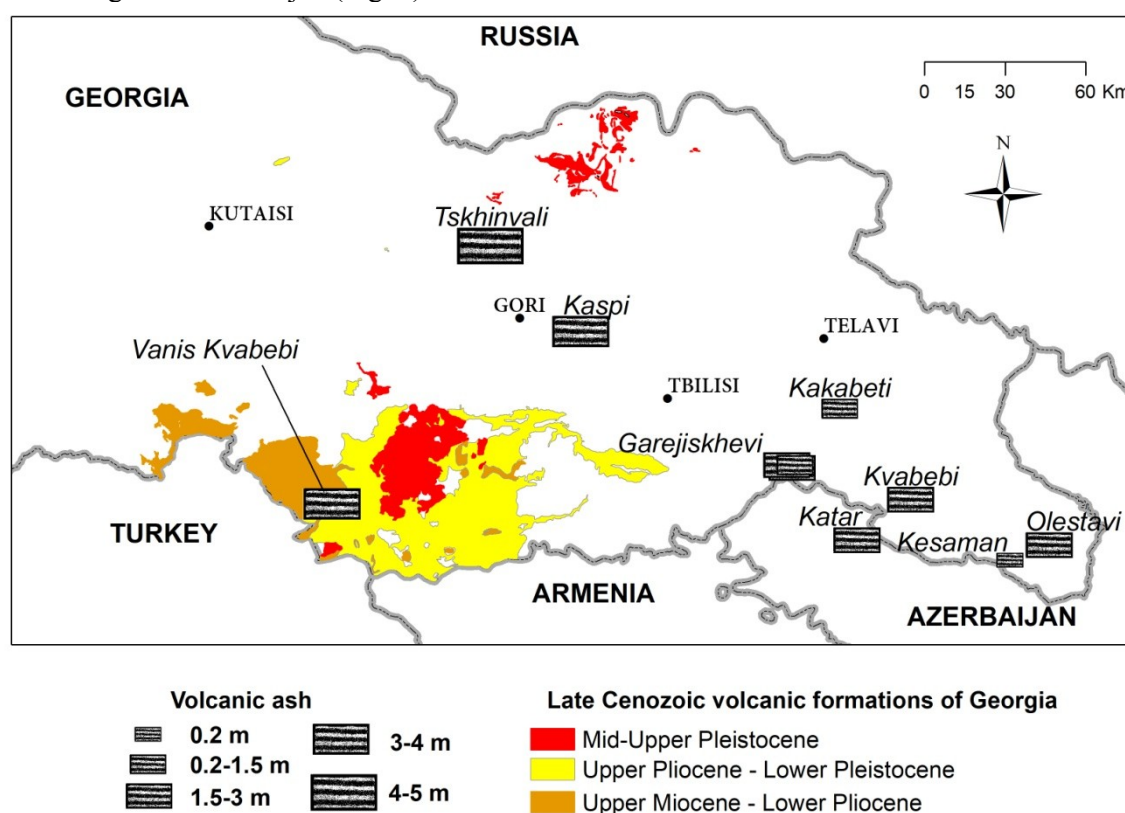 RUSSIA
GEORGIA
0 15 30 60 Km
N
KUTAISI
Tskhinvali
GORI
Kaspi
TELAVI
Vanis Kvabebi
Kakabeti
TBILISI
Garejiskhevi
Kvabebi
TURKEY
Katar
Olestavi
Kesaman
ARMENIA
AZERBAIJAN
Volcanic ash
0.2 m
0.2-1.5 m
1.5-3 m
3-4 m
4-5 m
Late Cenozoic volcanic formations of Georgia
Mid-Upper Pleistocene
Upper Pliocene - Lower Pleistocene
Upper Miocene - Lower Pliocene